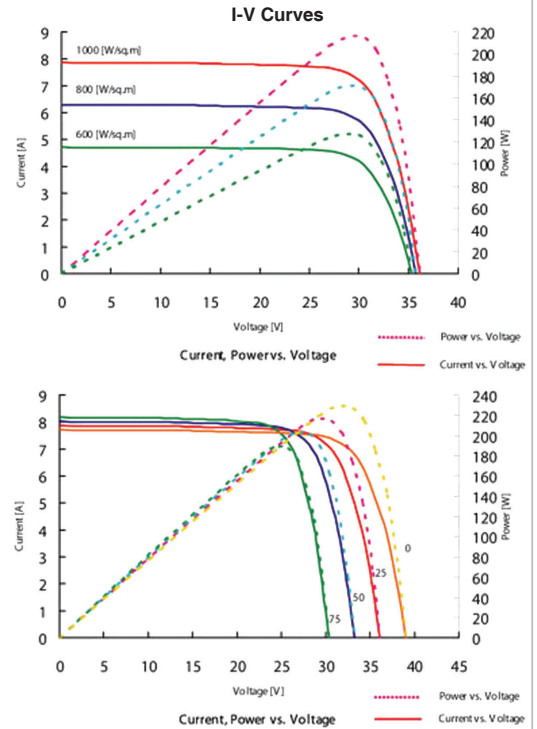 I-V Curves
9
8
7
6
5
4
3
2
1
0
Current [A]
1000 [W/sq.m]
800 [W/sq.m]
600 [W/sq.m]
220
200
180
160
140
120
100
80
60
40
20
0
Power [W]
0 5 10 15 20 25 30 35 40
Voltage [V]
Power vs. Voltage
Current, Power vs. Voltage
Current vs. Voltage
9
8
7
6
5
4
3
2
1
0
Current [A]
0
25
50
75
240
220
200
180
160
140
120
100
80
60
40
20
0
Power [W]
0 5 10 15 20 25 30 35 40 45
Voltage [V]
Power vs. Voltage
Current, Power vs. Voltage
Current vs. Voltage